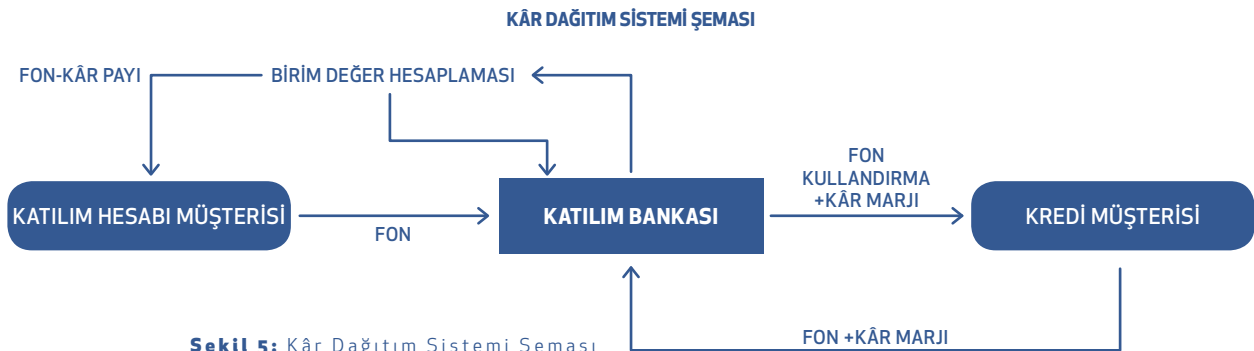 KÂR DAĞITIM SİSTEMİ ŞEMASI
FON-KÂR PAYI
BİRİM DEĞER HESAPLAMASI
FON
KULLANDIRMA
+KÂR MARJI
KATILIM HESABI MÜŞTERİSİ
FON
KATILIM BANKASI
KREDİ MÜŞTERİSİ
FON +KÂR MARJI
Şekil 5: Kâr Dağıtım Sistemi Şeması